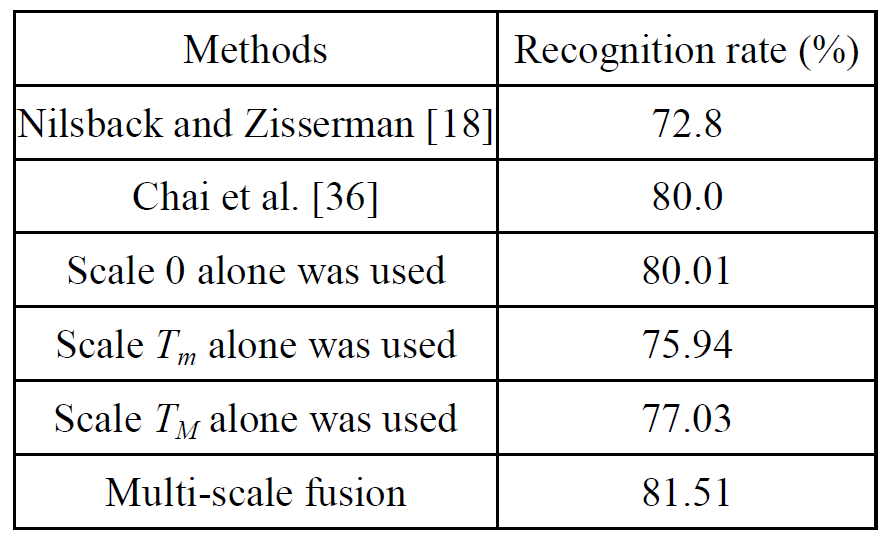 Methods Recognition rate (%)
Nilsback and Zisserman [18] 72.8
Chai et al. [36] 80.0
Scale 0 alone was used 80.01
Scale Tm alone was used 75.94
Scale TM alone was used 77.03
Multi-scale fusion 81.51